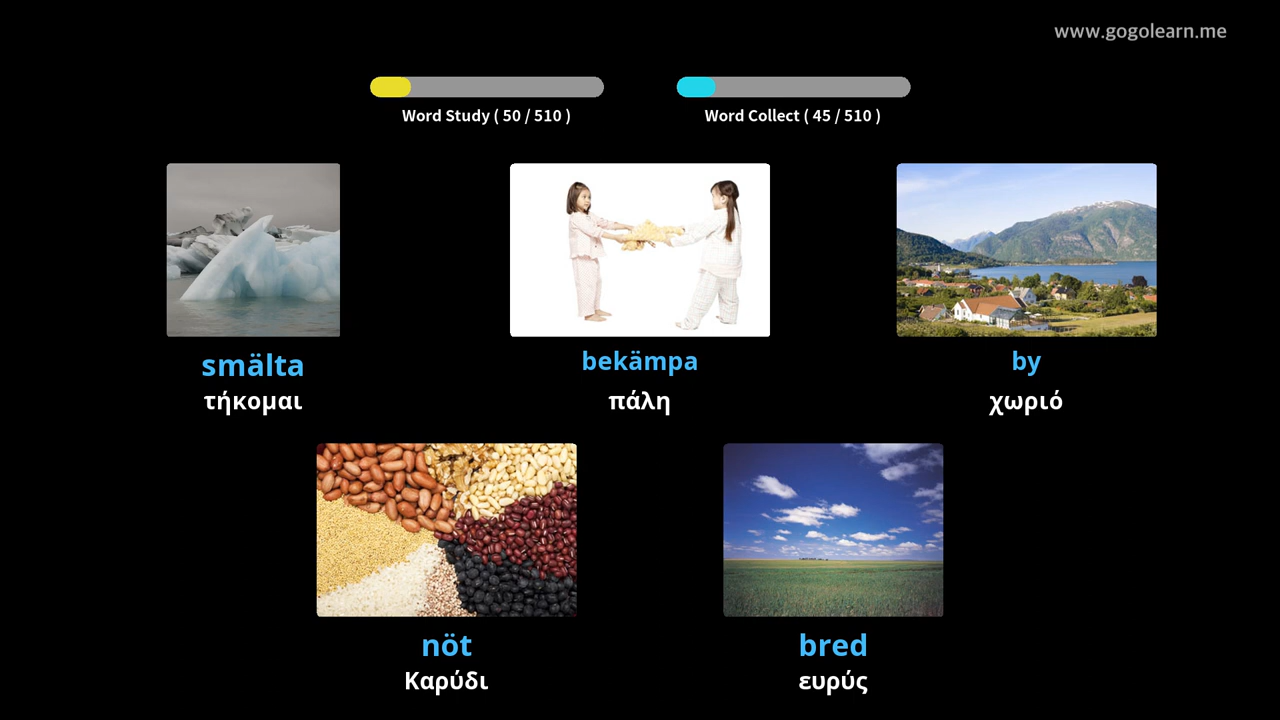 www.gogolearn.me
Word Study ( 50 / 510 )
Word Collect ( 45 / 510 )
smälta
τήκομαι
bekämpa
πάλη
by
χωριό
nöt
Καρύδι
bred
ευρύς